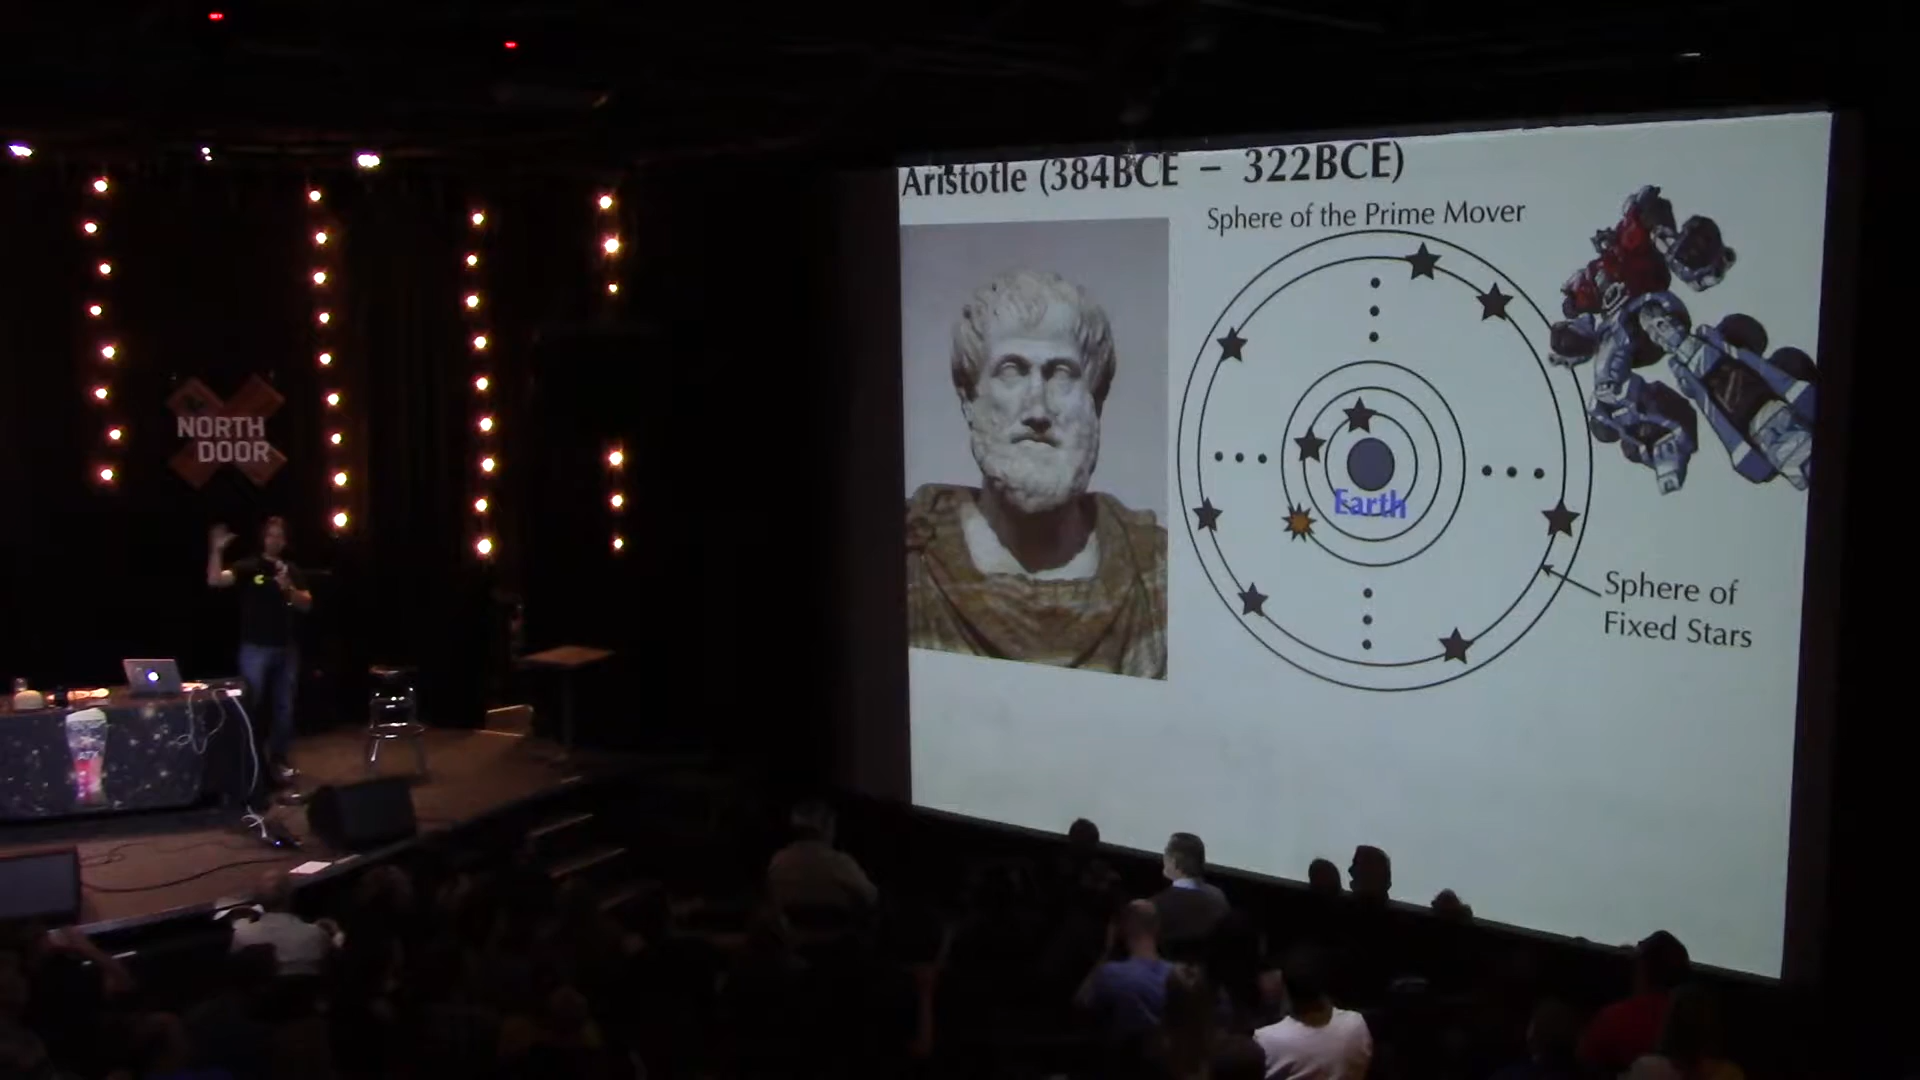 NORTH
DOOR
Aristotle (384BCE – 322BCE)
Sphere of the Prime Mover
Earth
Sphere of
Fixed Stars